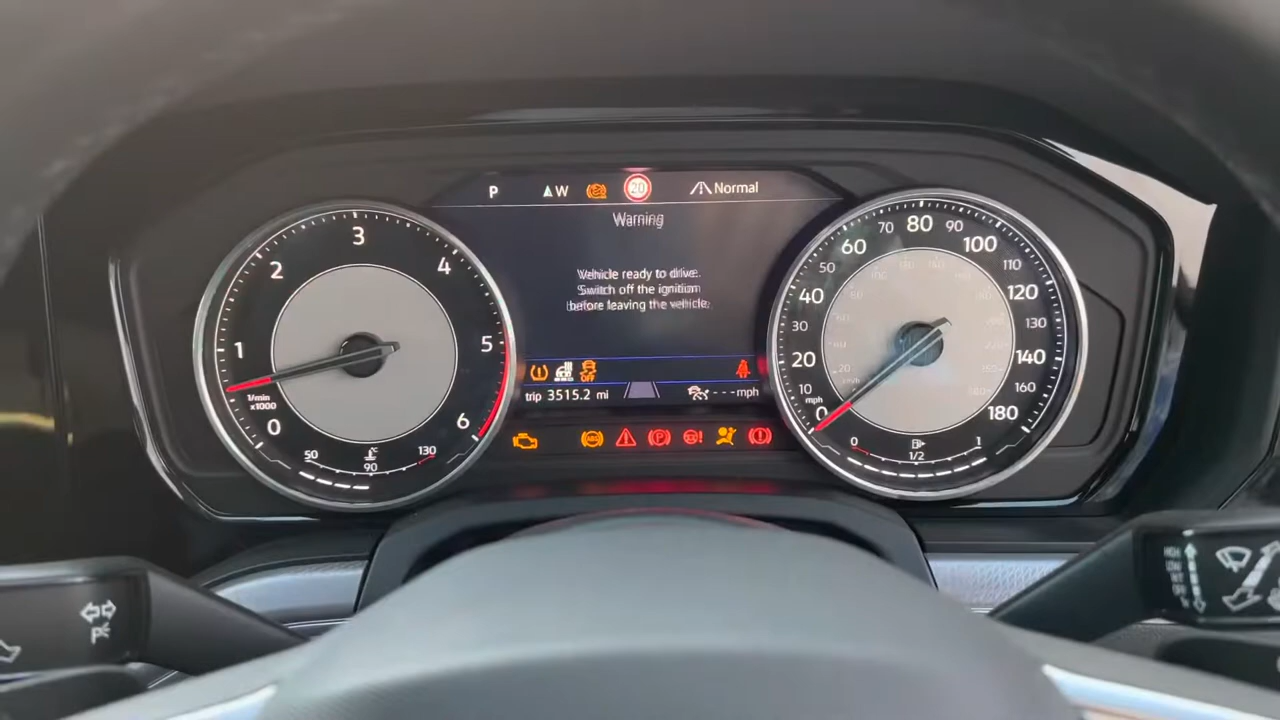 P W 20 Normal
Warning
Vehicle ready to drive.
Switch off the ignition
before leaving the vehicle.
OFF
trip 3515.2 mi ---mph
ABS P
0 1 2 3 4 5 6
1/min
x1000
50 90 130
°C
0 10 20 30 40 50 60 70 80 90 100 110 120 130 140 160 180
mph
0 1/2 1
P